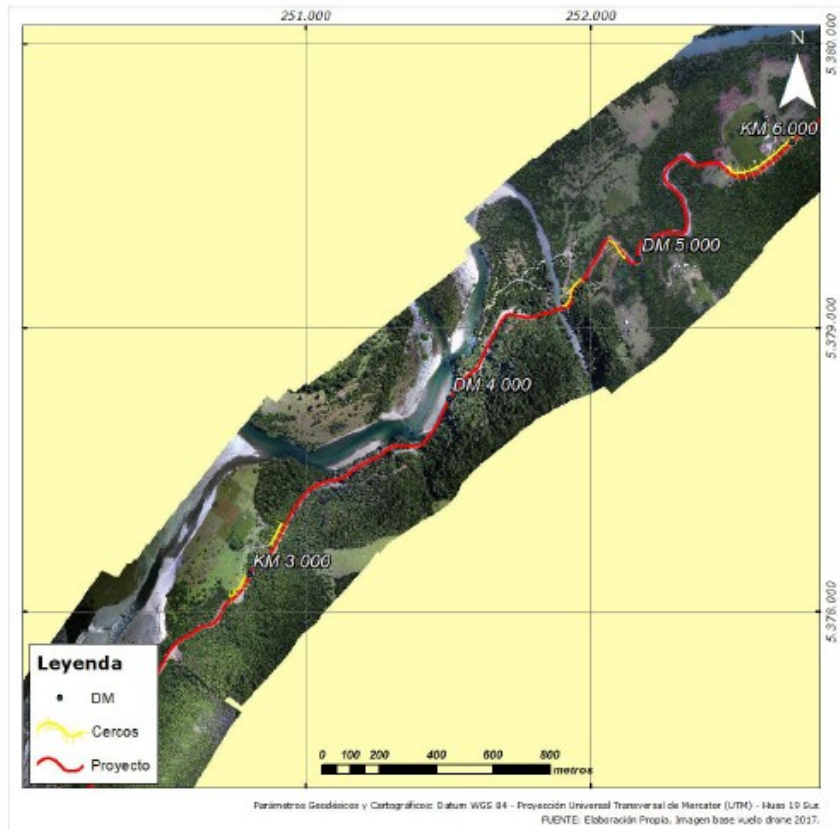 251.000 252.000
5.380.000
N
KM 6.000
DM 5.000
5.379.000
DM 4.000
KM 3.000
5.378.000
Leyenda
DM
Cercos
Proyecto
0 100 200 400 600 800
metros
Parámetros Geodésicos y Cartográficos: Datum WGS 84 - Proyección Universal Transversal de Mercator (UTM) - Huso 19 Sur.
FUENTE: Elaboración Propia. Imagen base vuelo drone 2017.